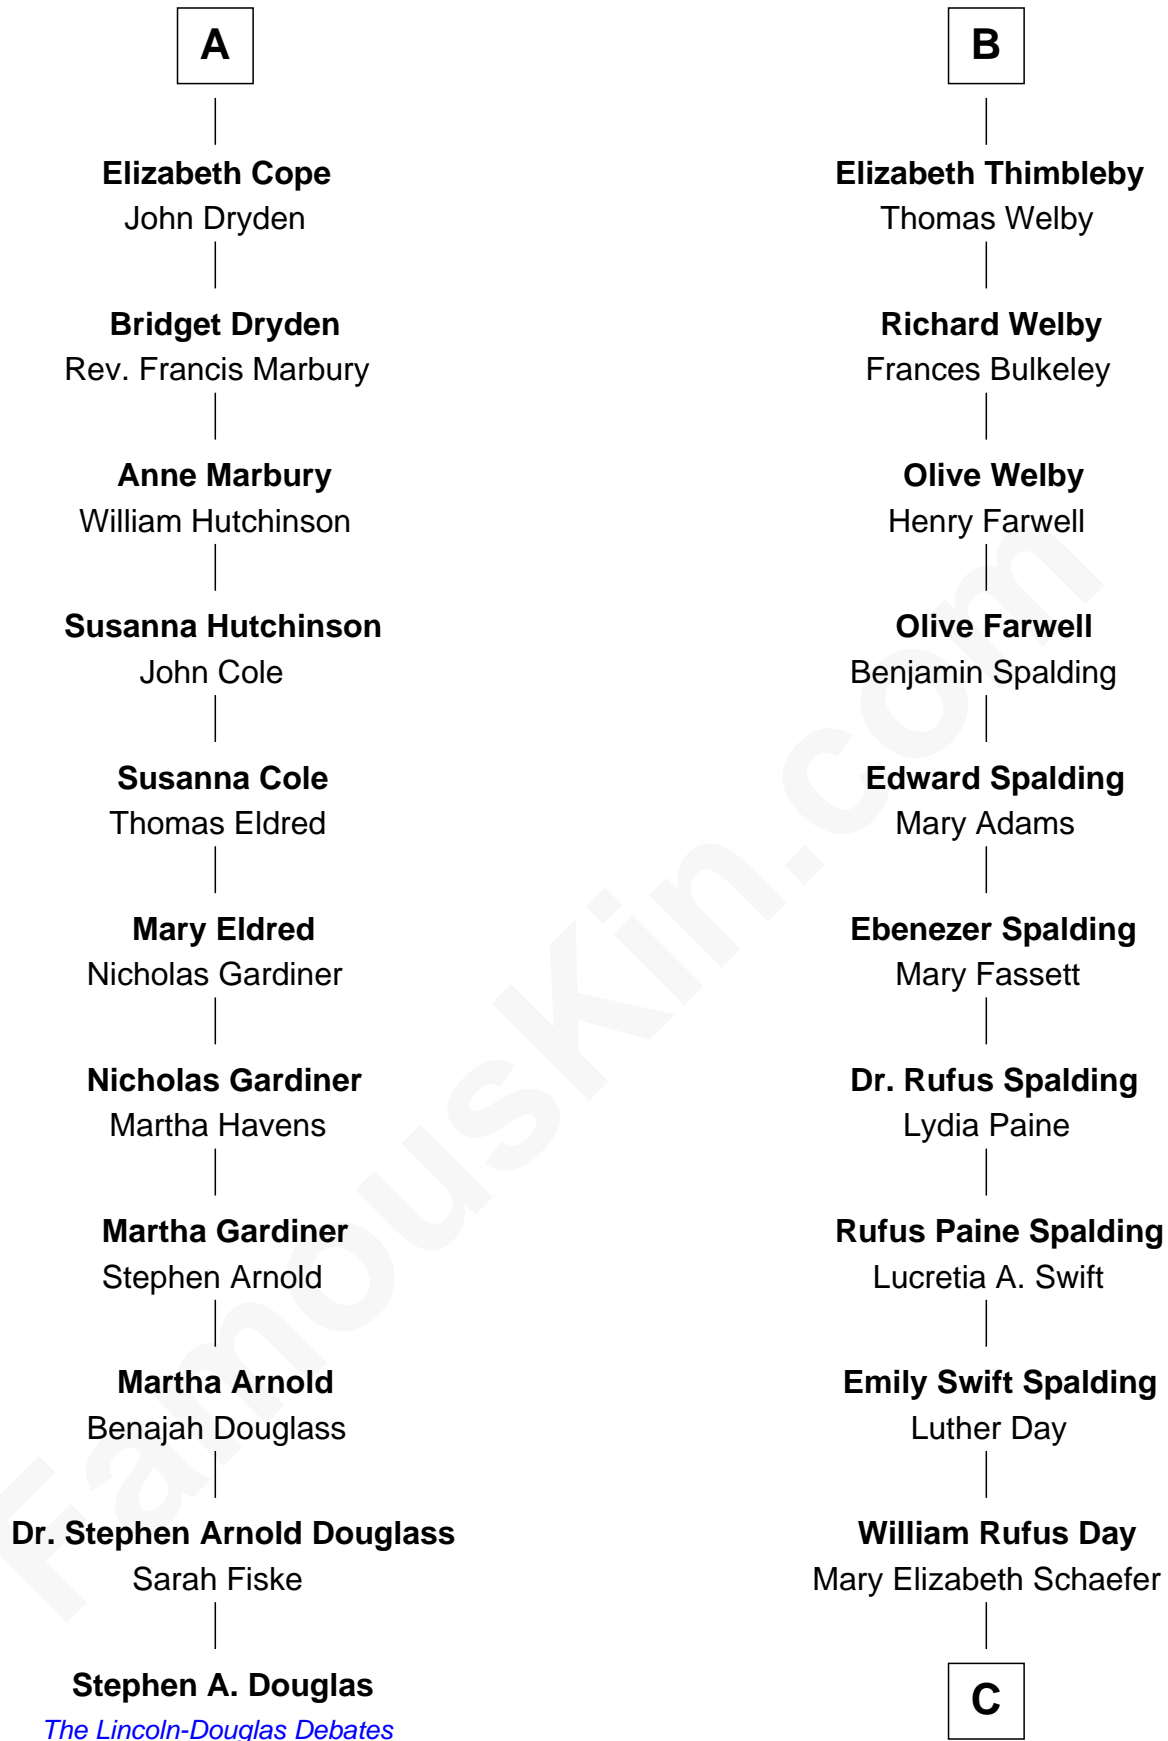 A
Elizabeth Cope
John Dryden
Bridget Dryden
Rev. Francis Marbury
Anne Marbury
William Hutchinson
Susanna Hutchinson
John Cole
Susanna Cole
Thomas Eldred
Mary Eldred
Nicholas Gardiner
Nicholas Gardiner
Martha Havens
Martha Gardiner
Stephen Arnold
Martha Arnold
Benajah Douglass
Dr. Stephen Arnold Douglass
Sarah Fiske
Stephen A. Douglas
The Lincoln-Douglas Debates
B
Elizabeth Thimbleby
Thomas Welby
Richard Welby
Frances Bulkeley
Olive Welby
Henry Farwell
Olive Farwell
Benjamin Spalding
Edward Spalding
Mary Adams
Ebenezer Spalding
Mary Fassett
Dr. Rufus Spalding
Lydia Paine
Rufus Paine Spalding
Lucretia A. Swift
Emily Swift Spalding
Luther Day
William Rufus Day
Mary Elizabeth Schaefer
C
FamousKin.com